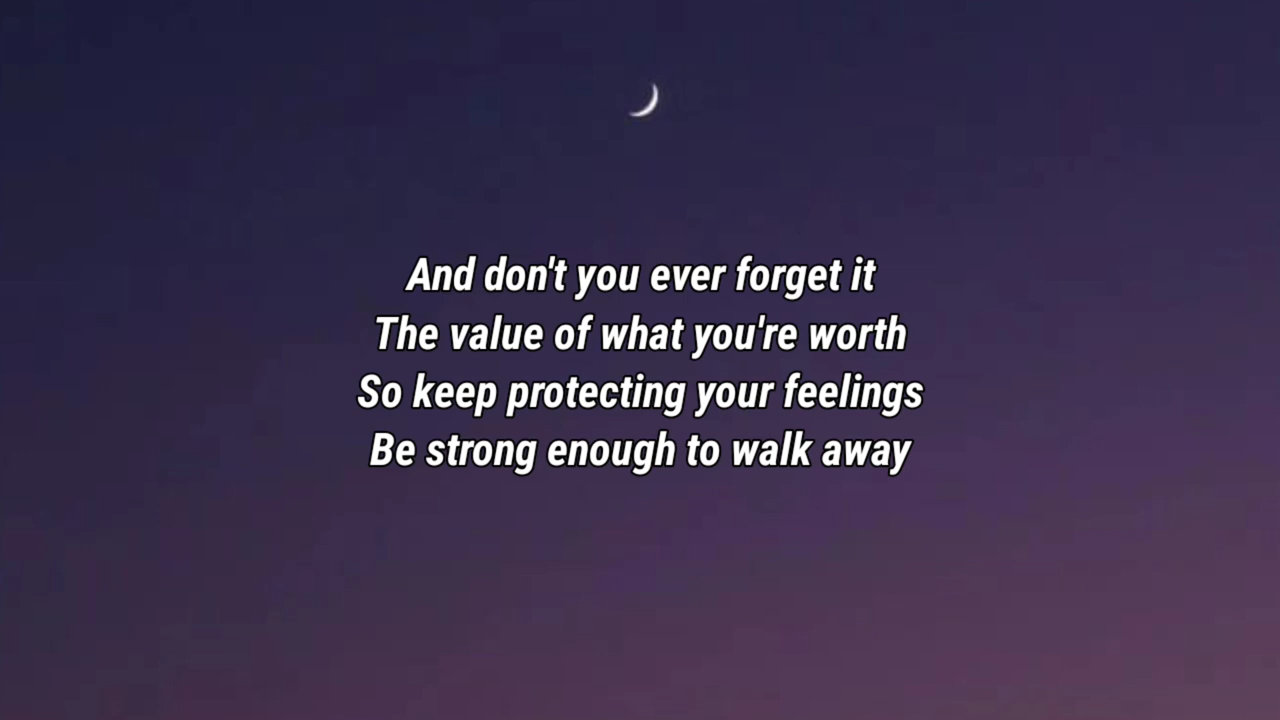 And don't you ever forget it
The value of what you're worth
So keep protecting your feelings
Be strong enough to walk away